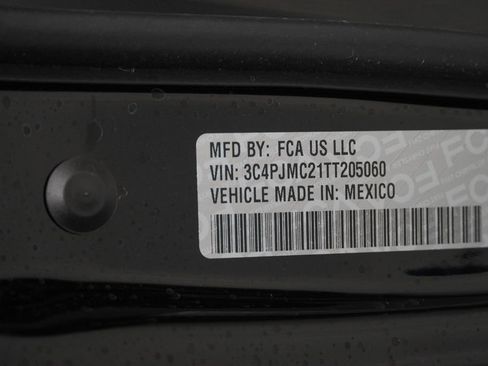 MFD BY: FCA US LLC
VIN: 3C4PJMC21TT205060
VEHICLE MADE IN: MEXICO